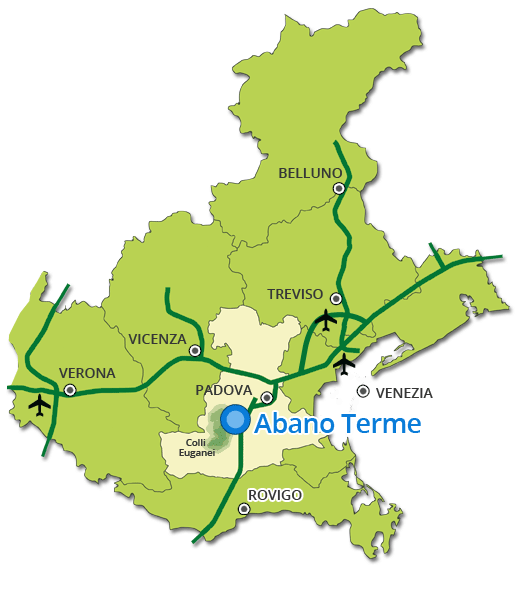 BELLUNO
TREVISO
VICENZA
VERONA
PADOVA
VENEZIA
Abano Terme
Colli
Euganei
ROVIGO